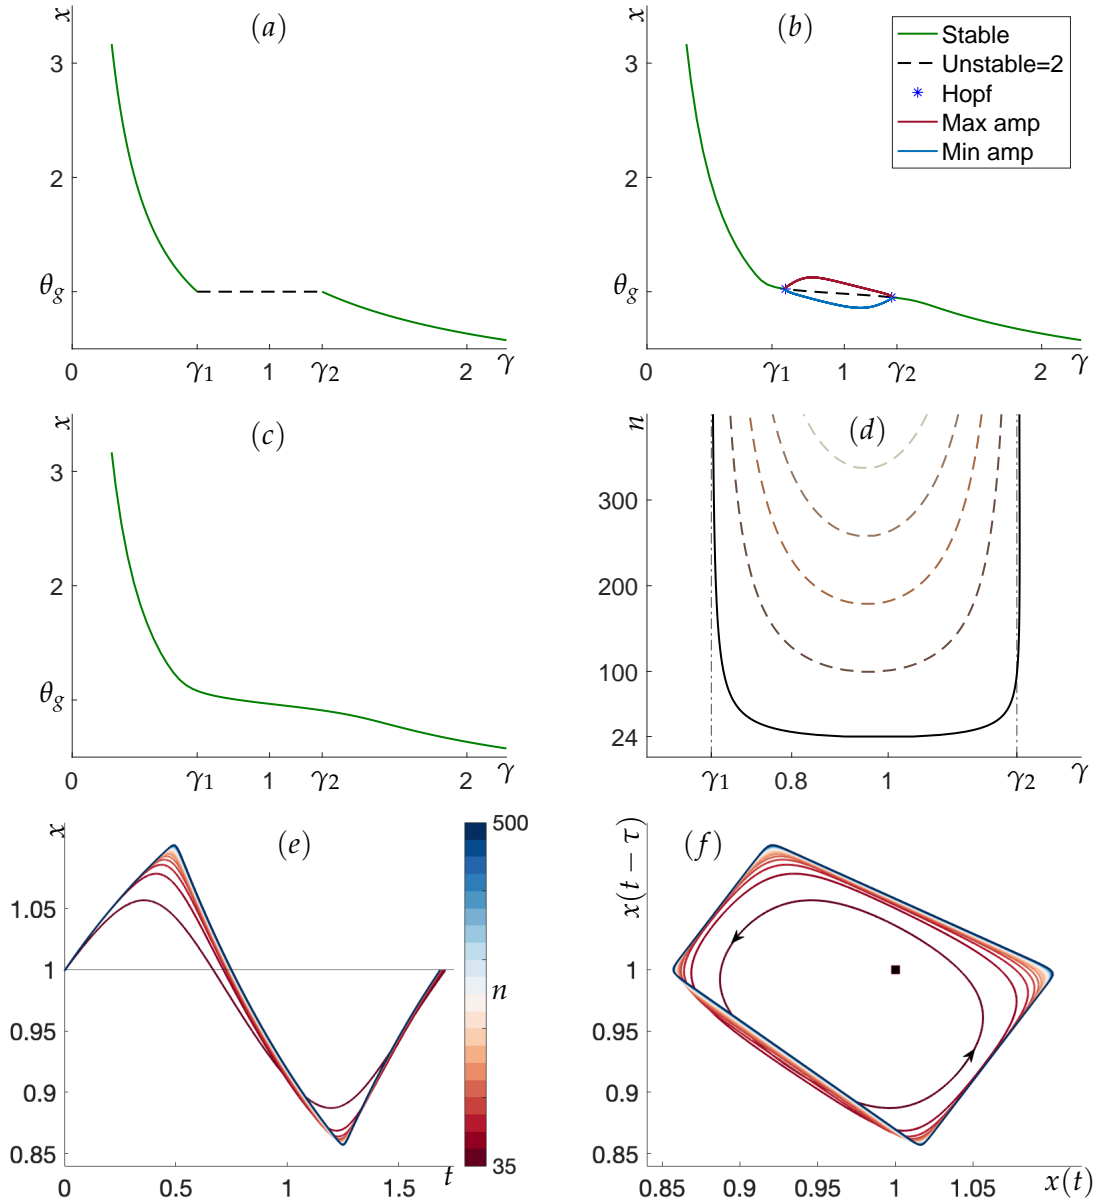 x
(a)
3
2
θg
0
γ1
1
γ2
2
γ
x
(b)
Stable
Unstable=2
Hopf
Max amp
Min amp
3
2
θg
0
γ1
1
γ2
2
γ
x
(c)
3
2
θg
0
γ1
1
γ2
2
γ
n
(d)
300
200
100
24
γ1
0.8
1
γ2
γ
x
(e)
1.05
1
0.95
0.9
0.85
0
0.5
1
1.5
t
500
n
35
x(t − τ)
(f)
1.05
1
0.95
0.9
0.85
0.85
0.9
0.95
1
1.05
x(t)